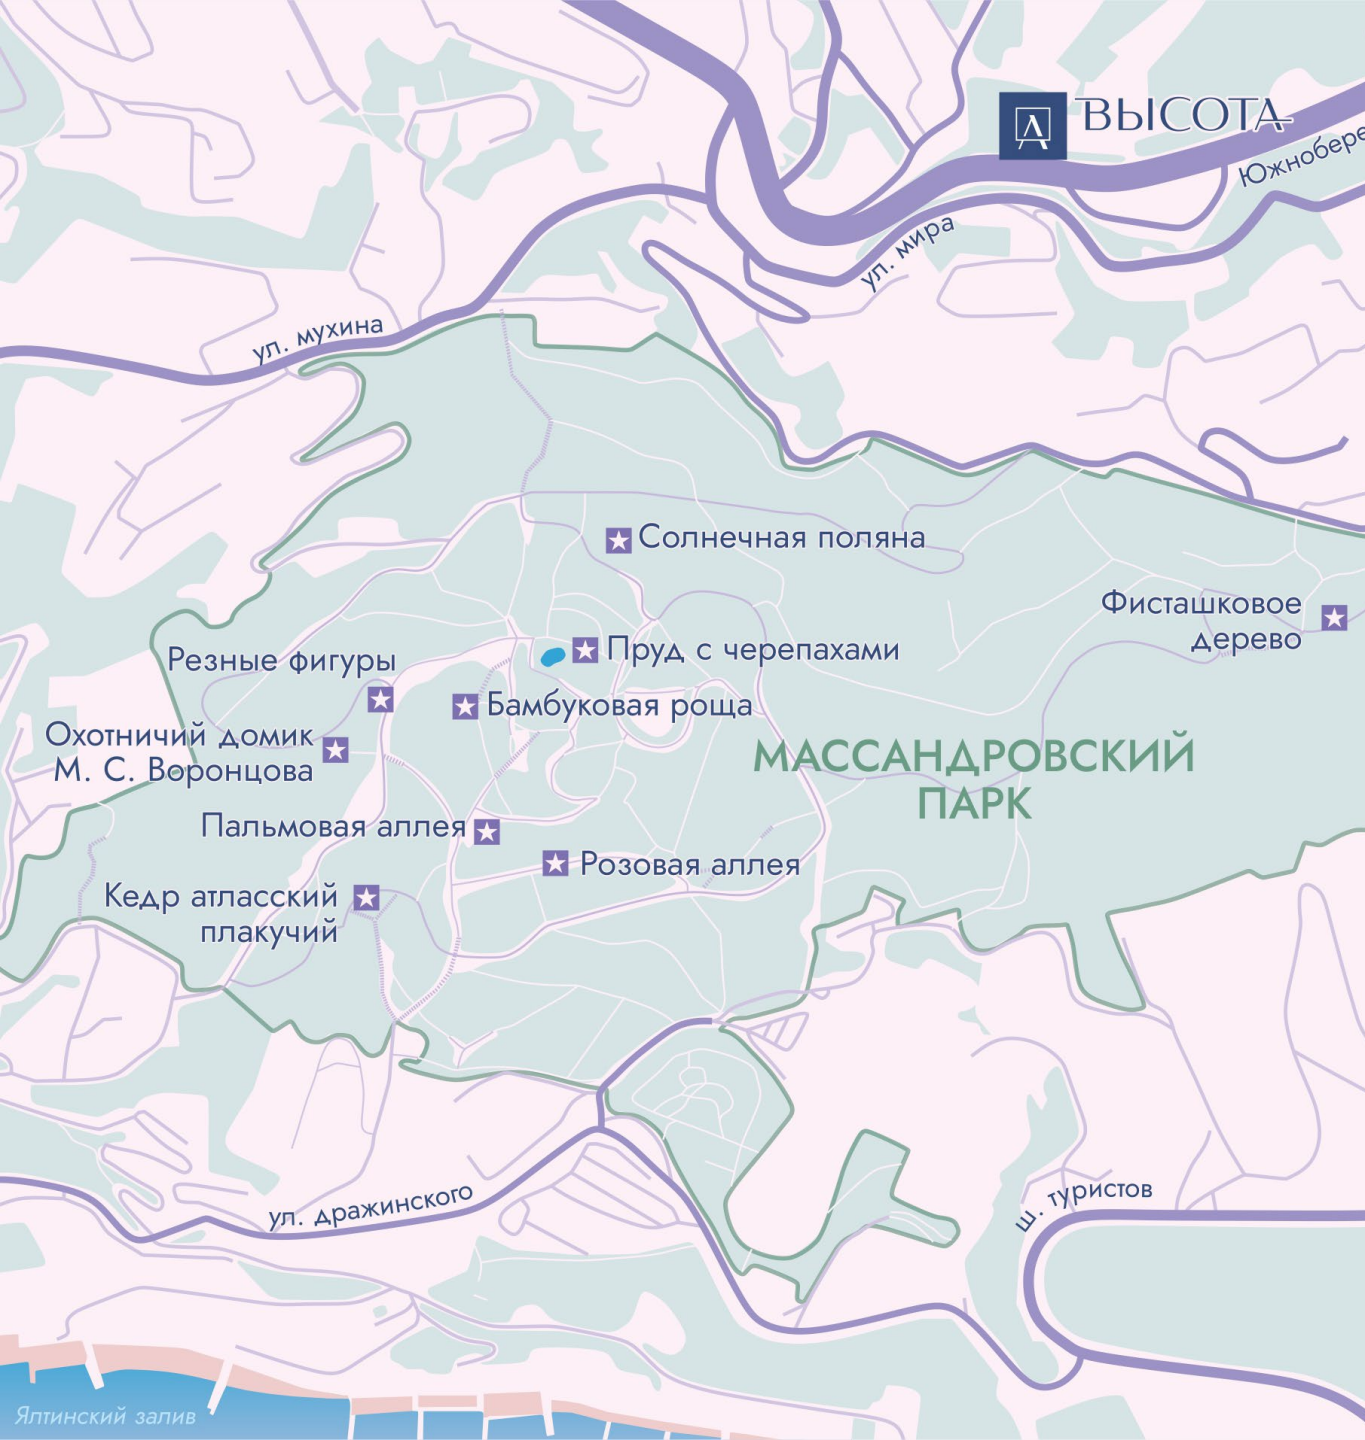 ВЫСОТА
Южнобере
ул. мира
ул. мухина
Солнечная поляна
Фисташковое
дерево
Пруд с черепахами
Резные фигуры
Бамбуковая роща
Охотничий домик
М. С. Воронцова
МАССАНДРОВСКИЙ
ПАРК
Пальмовая аллея
Розовая аллея
Кедр атласский
плакучий
ул. дражинского
ш. туристов
Ялтинский залив